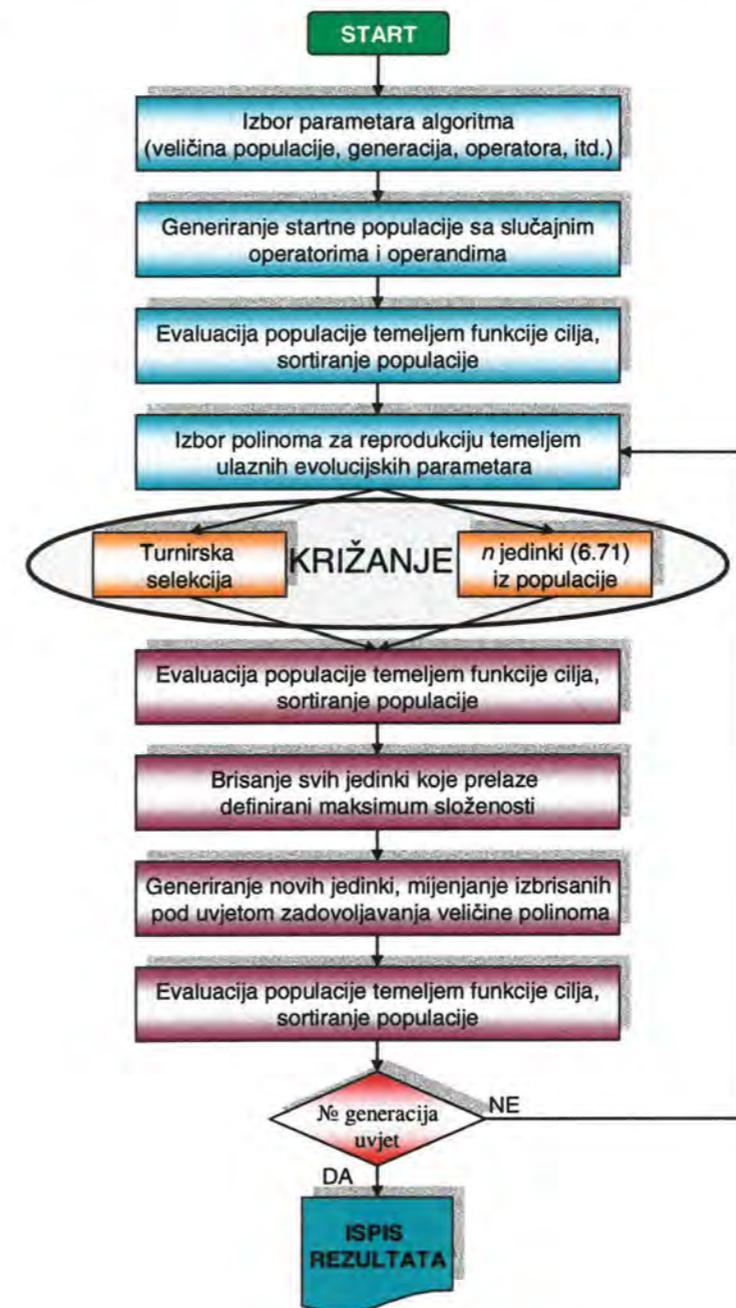 START
Izbor parametara algoritma
(veličina populacije, generacija, operatora, itd.)
Generiranje startne populacije sa slučajnim
operatorima i operandima
Evaluacija populacije temeljem funkcije cilja,
sortiranje populacije
Izbor polinoma za reprodukciju temeljem
ulaznih evolucijskih parametara
Turnirska
selekcija
KRIŽANJE
n jedinki (6.71)
iz populacije
Evaluacija populacije temeljem funkcije cilja,
sortiranje populacije
Brisanje svih jedinki koje prelaze
definirani maksimum složenosti
Generiranje novih jedinki, mijenjanje izbrisanih
pod uvjetom zadovoljavanja veličine polinoma
Evaluacija populacije temeljem funkcije cilja,
sortiranje populacije
№ generacija
uvjet
NE
DA
ISPIS
REZULTATA